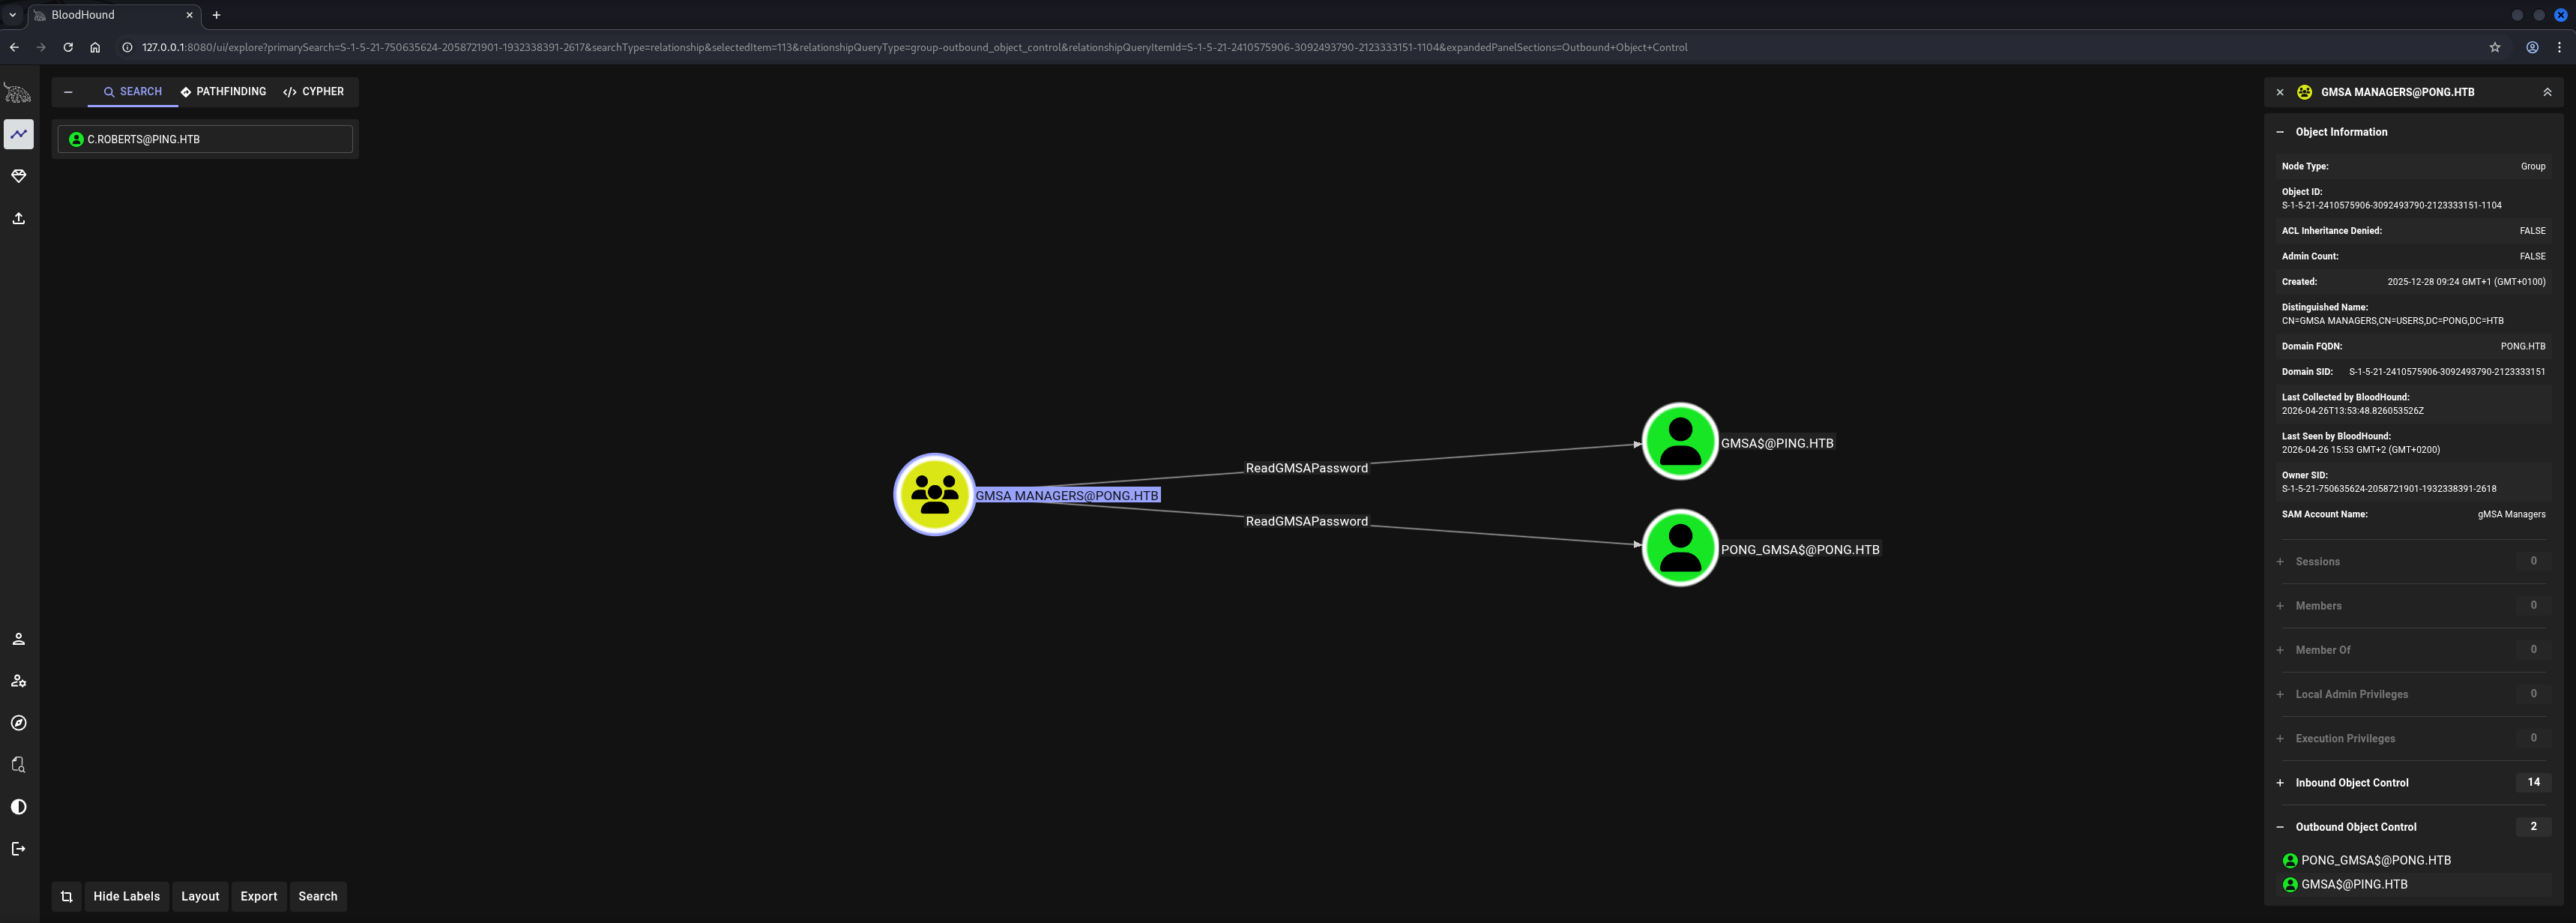 BloodHound
127.0.0.1:8080/ui/explore?primarySearch=S-1-5-21-750635624-2058721901-1932338391-2617&searchType=relationship&selectedItem=113&relationshipQueryType=group-outbound_object_control&relationshipQueryItemId=S-1-5-21-2410575906-3092493790-2123333151-1104&expandedPanelSections=Outbound+Object+Control
SEARCH PATHFINDING CYPHER
C.ROBERTS@PING.HTB
GMSA$@PING.HTB
ReadGMSAPassword
GMSA MANAGERS@PONG.HTB
ReadGMSAPassword
PONG_GMSA$@PONG.HTB
Hide Labels Layout Export Search
GMSA MANAGERS@PONG.HTB
Object Information
Node Type: Group
Object ID:
S-1-5-21-2410575906-3092493790-2123333151-1104
ACL Inheritance Denied: FALSE
Admin Count: FALSE
Created: 2025-12-28 09:24 GMT+1 (GMT+0100)
Distinguished Name:
CN=GMSA MANAGERS,CN=USERS,DC=PONG,DC=HTB
Domain FQDN: PONG.HTB
Domain SID: S-1-5-21-2410575906-3092493790-2123333151
Last Collected by BloodHound:
2026-04-26T13:53:48.826053526Z
Last Seen by BloodHound:
2026-04-26 15:53 GMT+2 (GMT+0200)
Owner SID:
S-1-5-21-750635624-2058721901-1932338391-2618
SAM Account Name: gMSA Managers
Sessions 0
Members 0
Member Of 0
Local Admin Privileges 0
Execution Privileges 0
Inbound Object Control 14
Outbound Object Control 2
PONG_GMSA$@PONG.HTB
GMSA$@PING.HTB